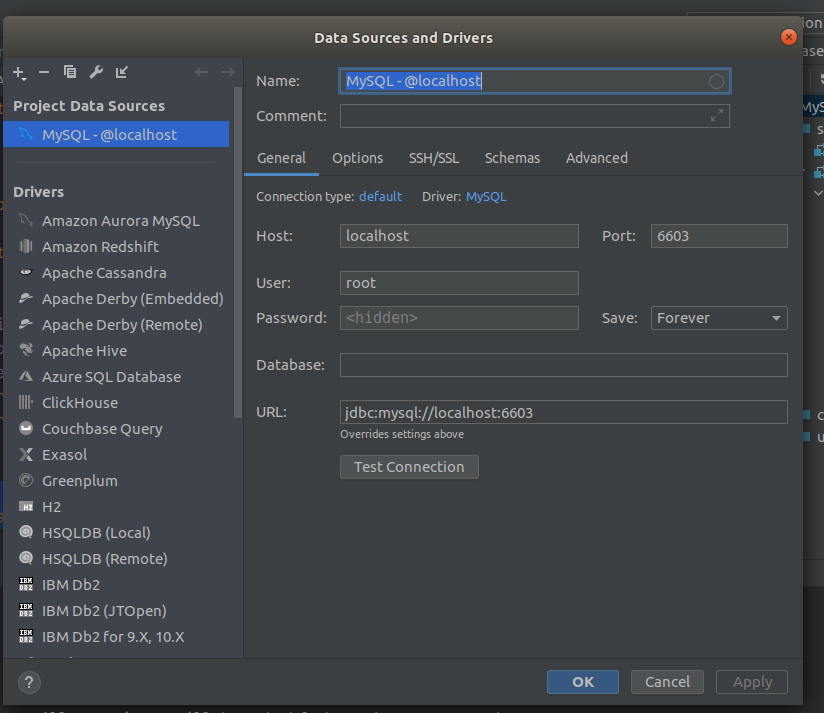 Data Sources and Drivers
Project Data Sources
MySQL - @localhost
Drivers
Amazon Aurora MySQL
Amazon Redshift
Apache Cassandra
Apache Derby (Embedded)
Apache Derby (Remote)
Apache Hive
Azure SQL Database
ClickHouse
Couchbase Query
Exasol
Greenplum
H2
HSQLDB (Local)
HSQLDB (Remote)
IBM Db2
IBM Db2 (JTOpen)
IBM Db2 for 9.X, 10.X
Name: MySQL - @localhost
Comment:
General Options SSH/SSL Schemas Advanced
Connection type: default Driver: MySQL
Host: localhost Port: 6603
User: root
Password: <hidden> Save: Forever
Database:
URL: jdbc:mysql://localhost:6603
Overrides settings above
Test Connection
? OK Cancel Apply